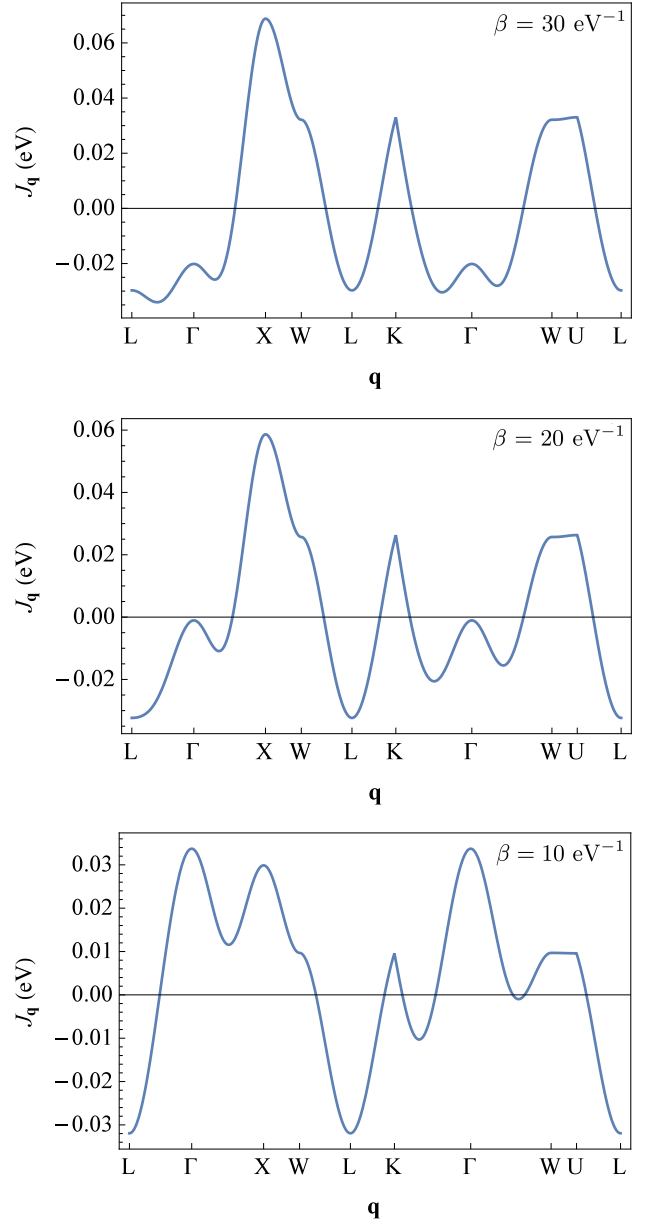 β = 30 eV⁻¹
0.06
0.04
0.02
0.00
−0.02
J_q (eV)
L Γ X W L K Γ W U L
q
β = 20 eV⁻¹
0.06
0.04
0.02
0.00
−0.02
J_q (eV)
L Γ X W L K Γ W U L
q
β = 10 eV⁻¹
0.03
0.02
0.01
0.00
−0.01
−0.02
−0.03
J_q (eV)
L Γ X W L K Γ W U L
q